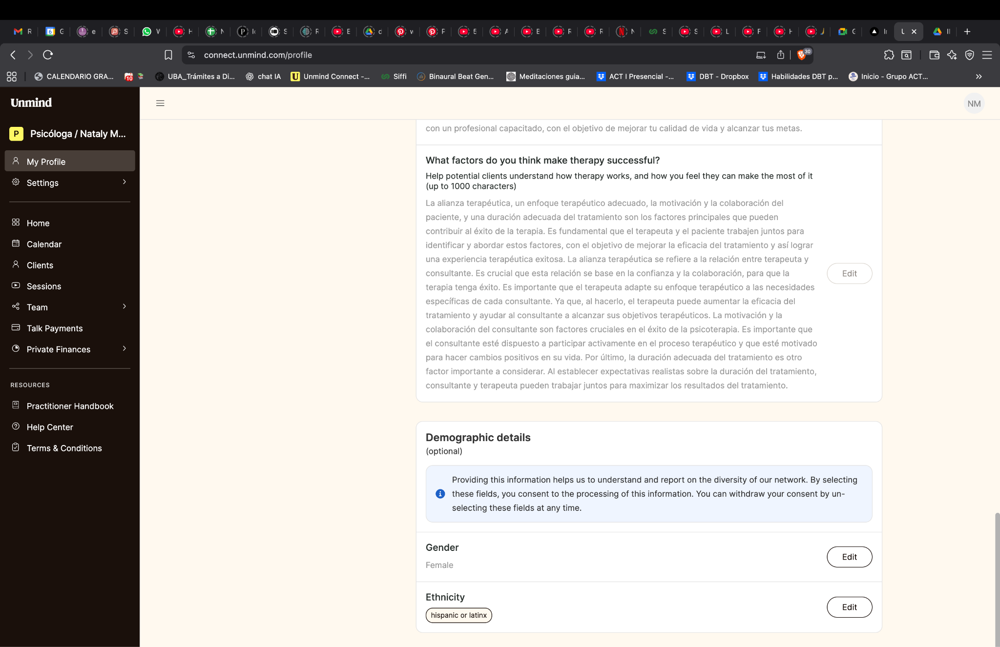 R
6
G
e
S
V
H
N
P
S
R
E
d
v
P
5
A
E
R
R
N
S
S
L
F
H
G
II
connect.unmind.com/profile
30
CALENDARIO GRA...
10
UBA_Trámites a Di...
chat IA
U
Unmind Connect -...
Siffi
Binaural Beat Gen...
Meditaciones guia...
ACT I Presencial -...
DBT - Dropbox
Habilidades DBT p...
Inicio - Grupo ACT...
Unmind
NM
P
Psicóloga / Nataly M...
My Profile
Settings
Home
Calendar
Clients
Sessions
Team
Talk Payments
Private Finances
RESOURCES
Practitioner Handbook
Help Center
Terms & Conditions
con un profesional capacitado, con el objetivo de mejorar tu calidad de vida y alcanzar tus metas.
What factors do you think make therapy successful?
Help potential clients understand how therapy works, and how you feel they can make the most of it
(up to 1000 characters)
La alianza terapéutica, un enfoque terapéutico adecuado, la motivación y la colaboración del
paciente, y una duración adecuada del tratamiento son los factores principales que pueden
contribuir al éxito de la terapia. Es fundamental que el terapeuta y el paciente trabajen juntos para
identificar y abordar estos factores, con el objetivo de mejorar la eficacia del tratamiento y así lograr
una experiencia terapéutica exitosa. La alianza terapéutica se refiere a la relación entre terapeuta y
consultante. Es crucial que esta relación se base en la confianza y la colaboración, para que la
terapia tenga éxito. Es importante que el terapeuta adapte su enfoque terapéutico a las necesidades
específicas de cada consultante. Ya que, al hacerlo, el terapeuta puede aumentar la eficacia del
tratamiento y ayudar al consultante a alcanzar sus objetivos terapéuticos. La motivación y la
colaboración del consultante son factores cruciales en el éxito de la psicoterapia. Es importante que
el consultante esté dispuesto a participar activamente en el proceso terapéutico y que esté motivado
para hacer cambios positivos en su vida. Por último, la duración adecuada del tratamiento es otro
factor importante a considerar. Al establecer expectativas realistas sobre la duración del tratamiento,
consultante y terapeuta pueden trabajar juntos para maximizar los resultados del tratamiento.
Edit
Demographic details
(optional)
Providing this information helps us to understand and report on the diversity of our network. By selecting
these fields, you consent to the processing of this information. You can withdraw your consent by un-
selecting these fields at any time.
Gender
Female
Edit
Ethnicity
hispanic or latinx
Edit